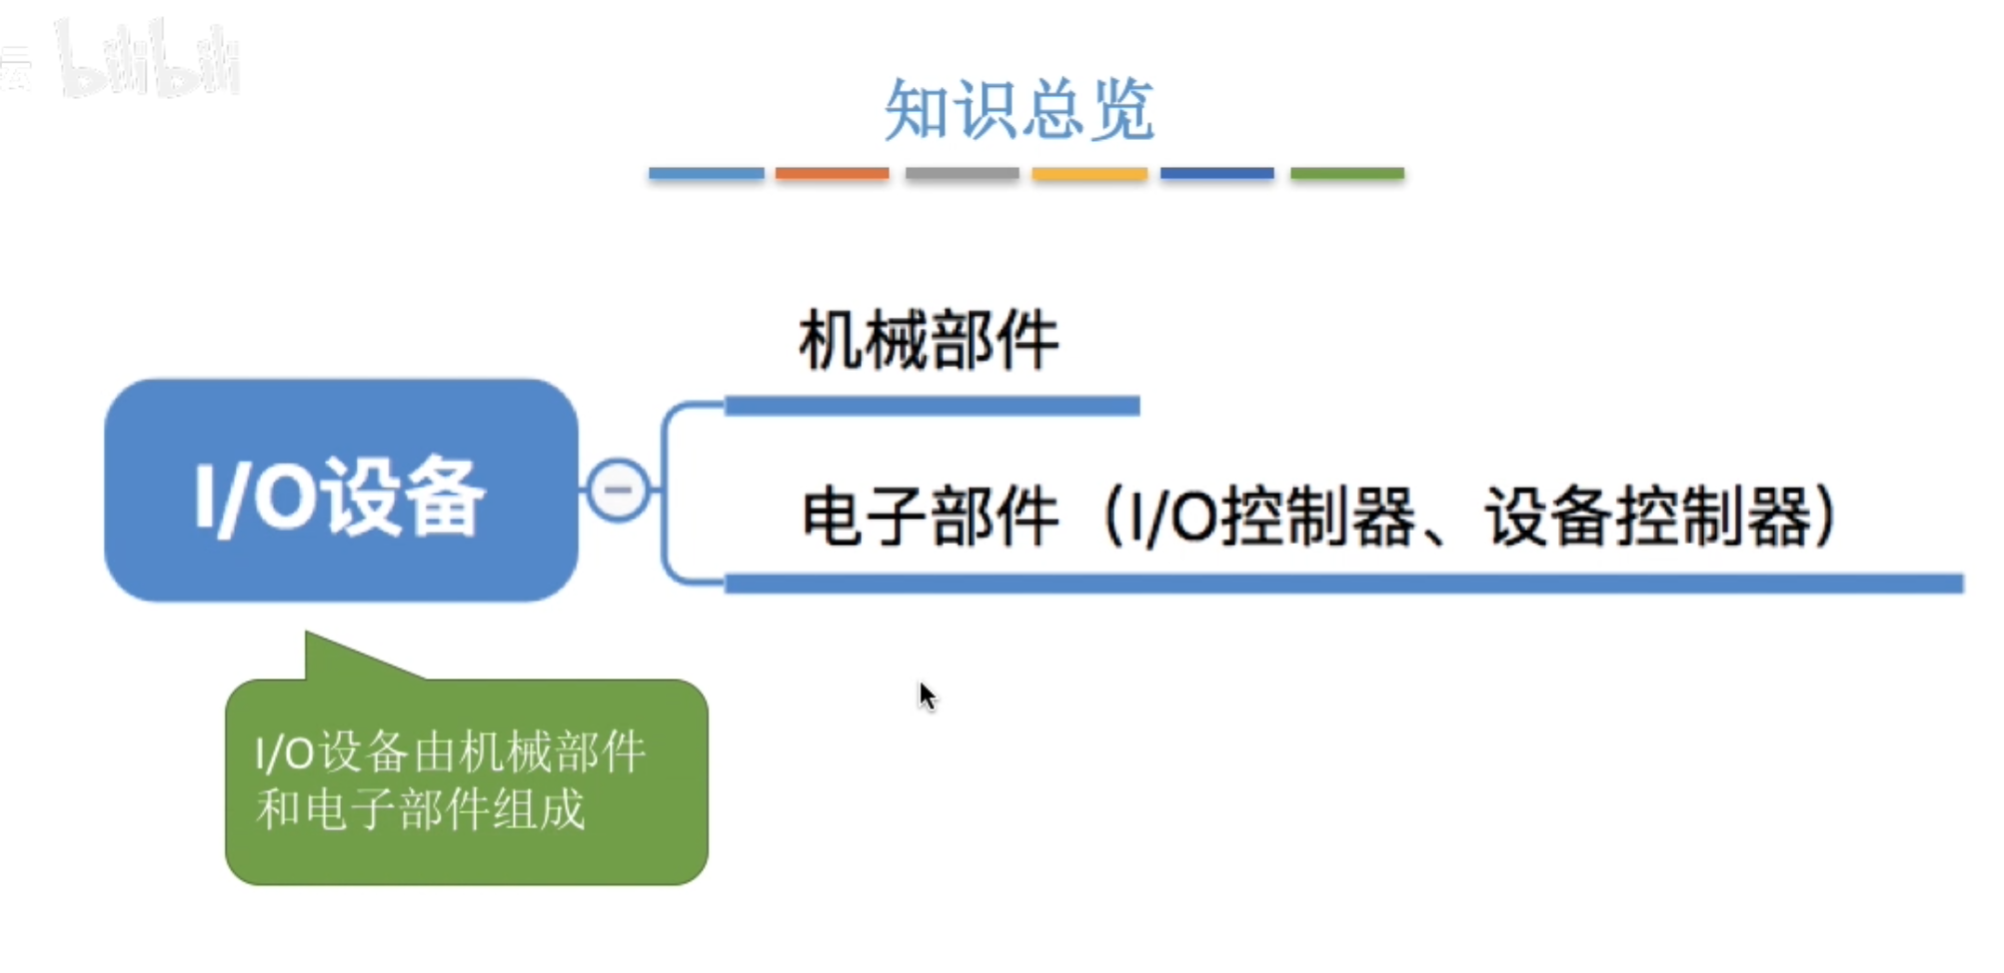 云 bilibili
知识总览
机械部件
I/O设备
电子部件（I/O控制器、设备控制器）
I/O设备由机械部件
和电子部件组成